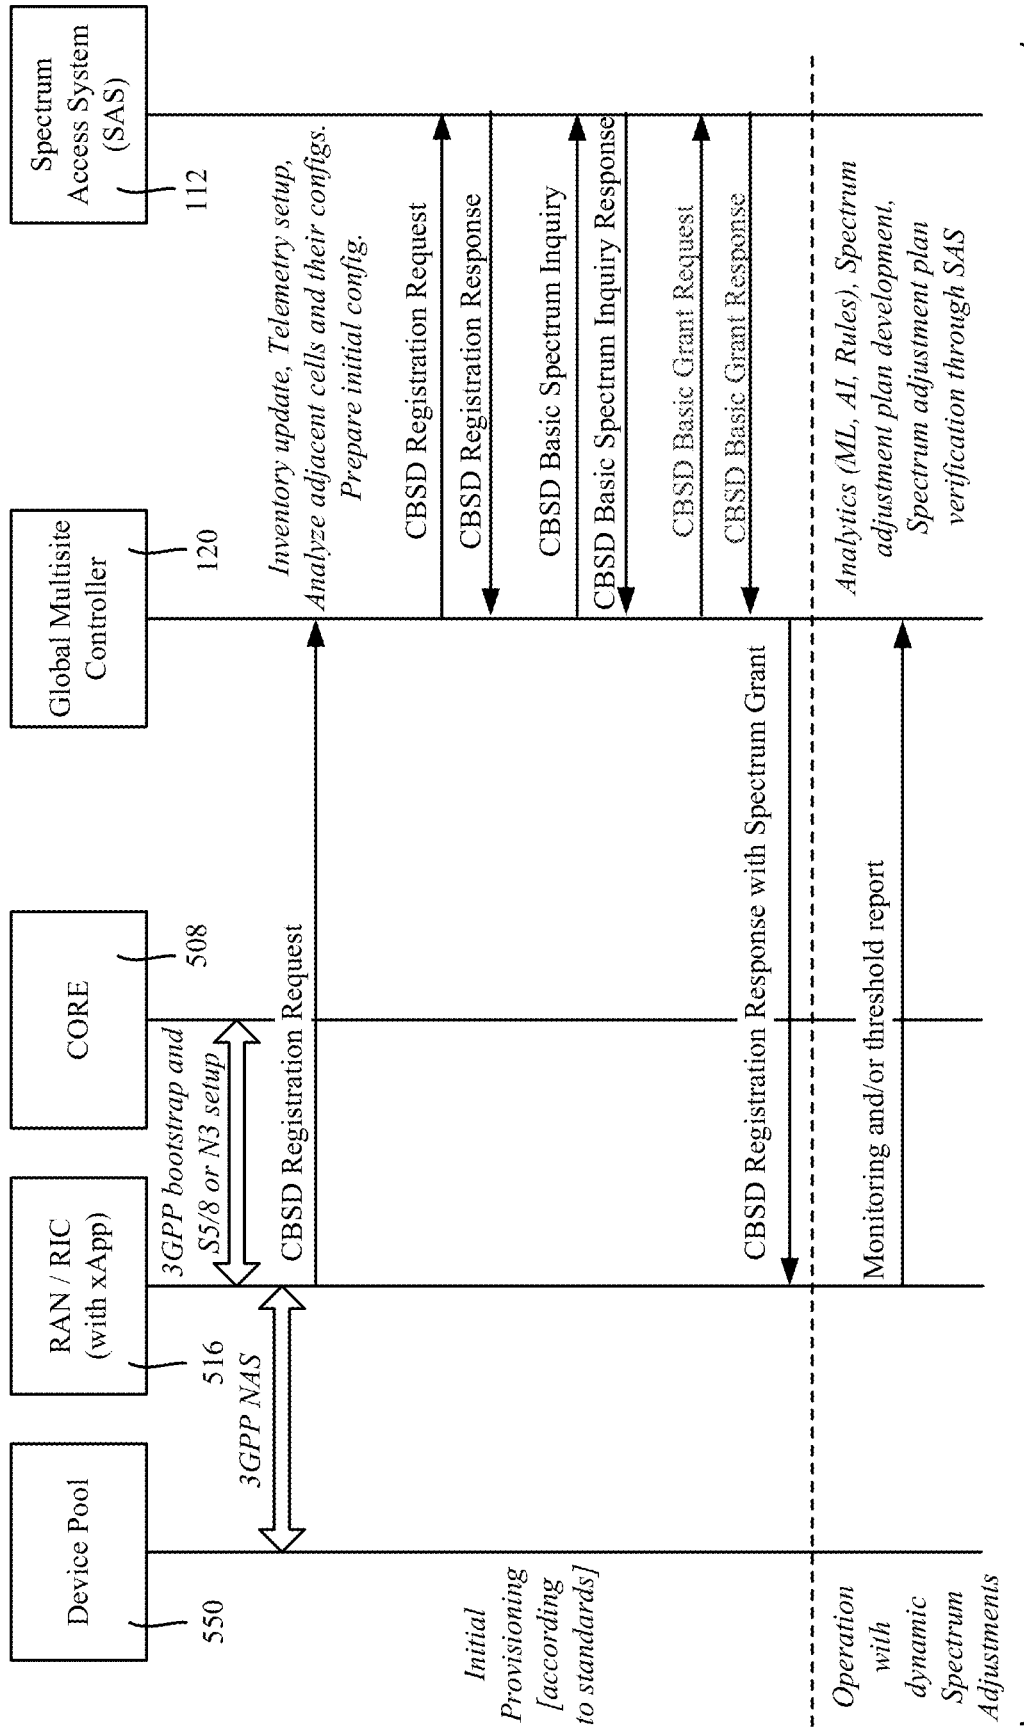 Device Pool
550
RAN / RIC
(with xApp)
516
CORE
508
Global Multisite
Controller
120
Spectrum
Access System
(SAS)
112
3GPP bootstrap and
S5/8 or N3 setup
3GPP NAS
CBSD Registration Request
Inventory update, Telemetry setup,
Analyze adjacent cells and their configs.
Prepare initial config.
CBSD Registration Request
CBSD Registration Response
Initial
Provisioning
[according
to standards]
CBSD Basic Spectrum Inquiry
CBSD Basic Spectrum Inquiry Response
CBSD Basic Grant Request
CBSD Basic Grant Response
CBSD Registration Response with Spectrum Grant
Operation
with
dynamic
Spectrum
Adjustments
Monitoring and/or threshold report
Analytics (ML, AI, Rules), Spectrum
adjustment plan development,
Spectrum adjustment plan
verification through SAS